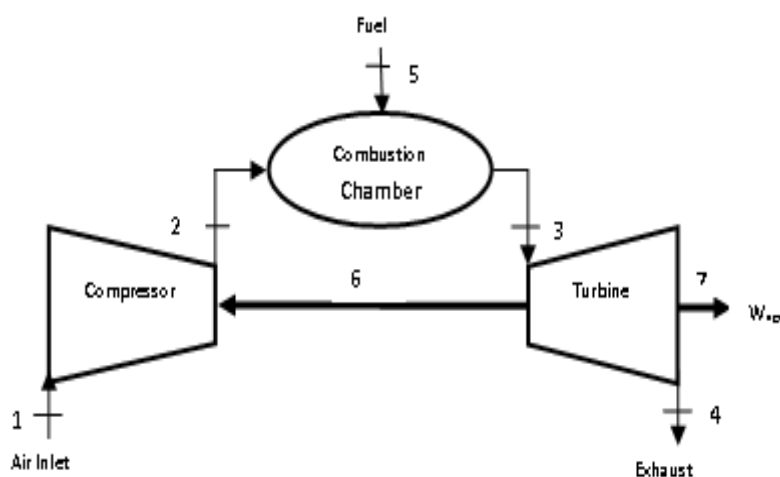 Fuel
5
Combustion
Chamber
2
3
Compressor
6
Turbine
7
1
4
Air Inlet
Exhaust